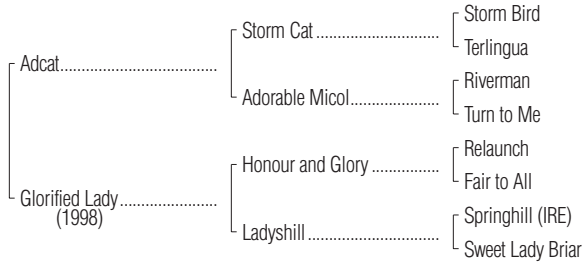 Storm Bird
Storm Cat ....................
Terlingua
Adcat..........................
Riverman
Adorable Micol..................
Turn to Me
Relaunch
Honour and Glory ..............
Fair to All
Glorified Lady................
(1998)
Springhill (IRE)
Ladyshill ......................
Sweet Lady Briar